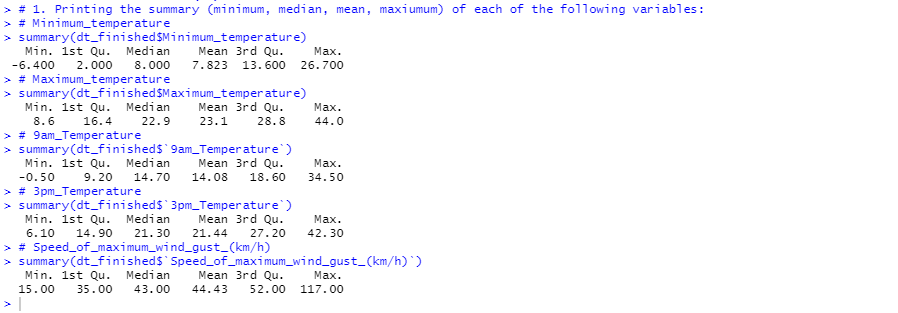 > # 1. Printing the summary (minimum, median, mean, maxiumum) of each of the following variables:
> # Minimum_temperature
> summary(dt_finished$Minimum_temperature)
Min. 1st Qu. Median Mean 3rd Qu. Max.
-6.400 2.000 8.000 7.823 13.600 26.700
> # Maximum_temperature
> summary(dt_finished$Maximum_temperature)
Min. 1st Qu. Median Mean 3rd Qu. Max.
8.6 16.4 22.9 23.1 28.8 44.0
> # 9am_Temperature
> summary(dt_finished$`9am_Temperature`)
Min. 1st Qu. Median Mean 3rd Qu. Max.
-0.50 9.20 14.70 14.08 18.60 34.50
> # 3pm_Temperature
> summary(dt_finished$`3pm_Temperature`)
Min. 1st Qu. Median Mean 3rd Qu. Max.
6.10 14.90 21.30 21.44 27.20 42.30
> # Speed_of_maximum_wind_gust_(km/h)
> summary(dt_finished$`Speed_of_maximum_wind_gust_(km/h)`)
Min. 1st Qu. Median Mean 3rd Qu. Max.
15.00 35.00 43.00 44.43 52.00 117.00
>